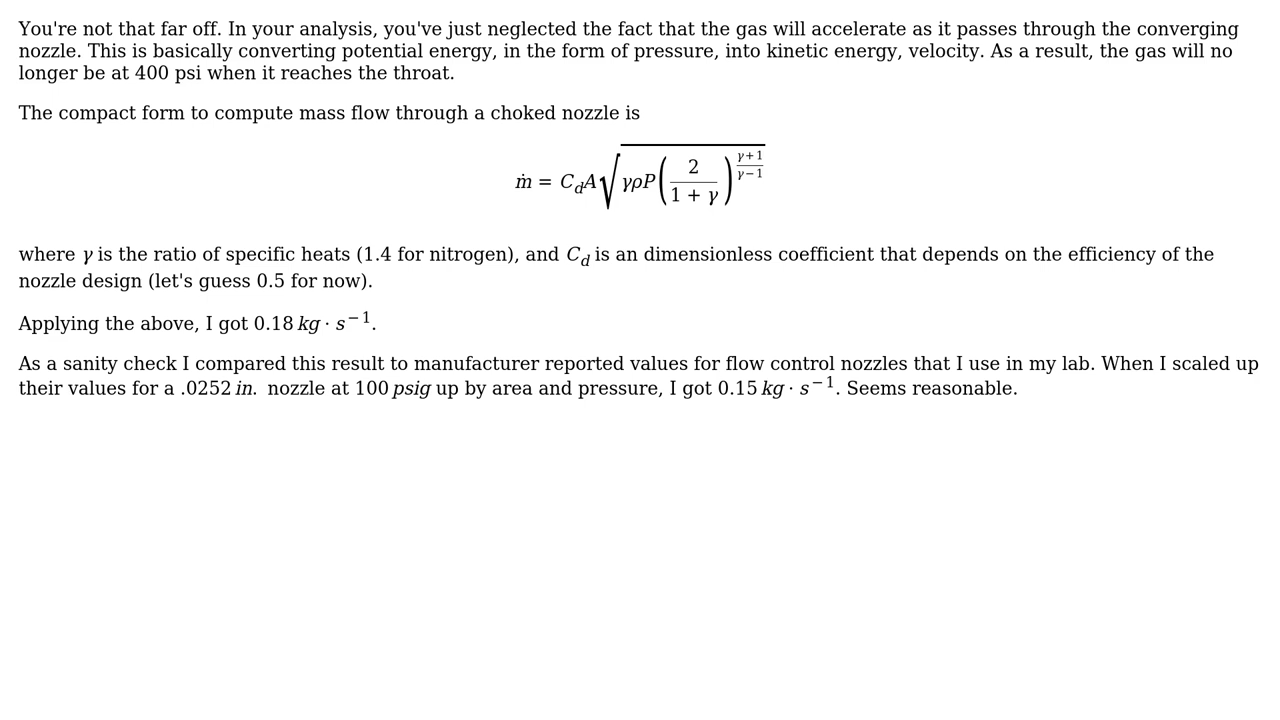 You're not that far off. In your analysis, you've just neglected the fact that the gas will accelerate as it passes through the converging
nozzle. This is basically converting potential energy, in the form of pressure, into kinetic energy, velocity. As a result, the gas will no
longer be at 400 psi when it reaches the throat.
The compact form to compute mass flow through a choked nozzle is
ṁ = C_d A √(γρP (2/(1 + γ))^((γ+1)/(γ−1)))
where γ is the ratio of specific heats (1.4 for nitrogen), and C_d is an dimensionless coefficient that depends on the efficiency of the
nozzle design (let's guess 0.5 for now).
Applying the above, I got 0.18 kg · s⁻¹.
As a sanity check I compared this result to manufacturer reported values for flow control nozzles that I use in my lab. When I scaled up
their values for a .0252 in. nozzle at 100 psig up by area and pressure, I got 0.15 kg · s⁻¹. Seems reasonable.